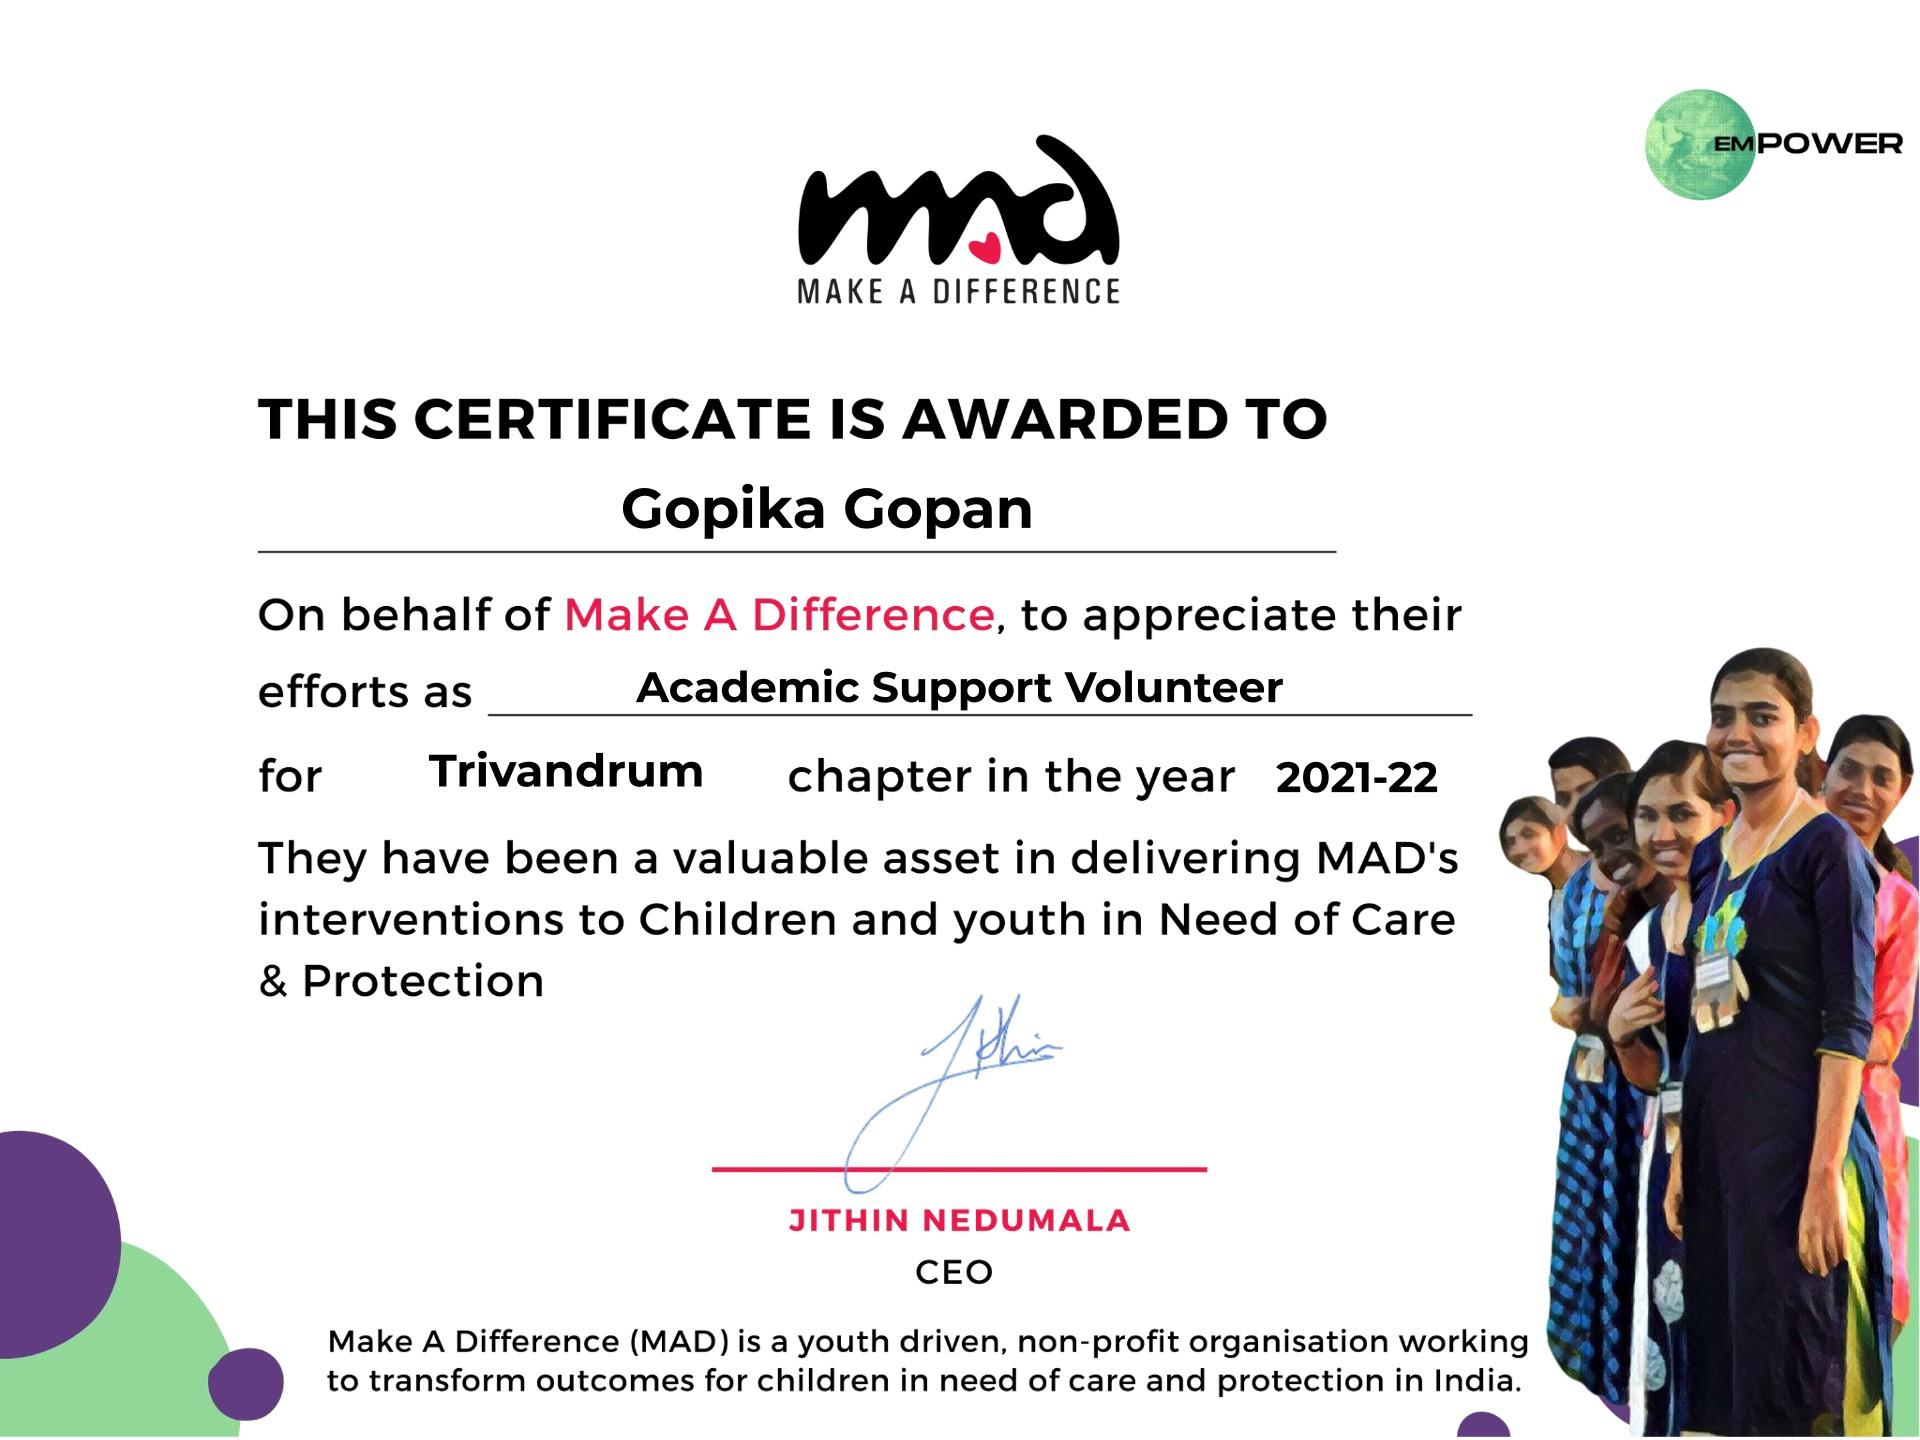 EMPOWER
mad
MAKE A DIFFERENCE
THIS CERTIFICATE IS AWARDED TO
Gopika Gopan
On behalf of Make A Difference, to appreciate their
efforts as Academic Support Volunteer
for Trivandrum chapter in the year 2021-22
They have been a valuable asset in delivering MAD's
interventions to Children and youth in Need of Care
& Protection
Jithin
JITHIN NEDUMALA
CEO
Make A Difference (MAD) is a youth driven, non-profit organisation working
to transform outcomes for children in need of care and protection in India.